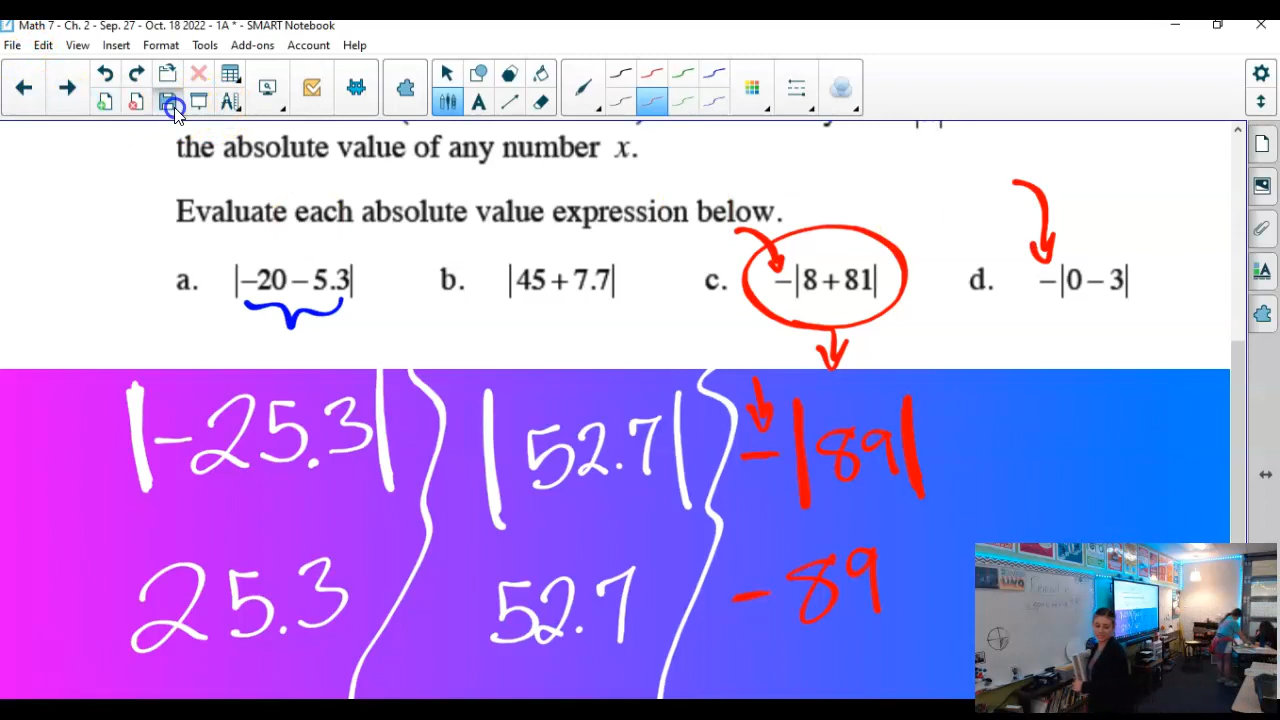 Math 7 - Ch. 2 - Sep. 27 - Oct. 18 2022 - 1A * - SMART Notebook
File Edit View Insert Format Tools Add-ons Account Help
the absolute value of any number x.
Evaluate each absolute value expression below.
a. |−20 − 5.3| b. |45 + 7.7| c. −|8 + 81| d. −|0 − 3|
|-25.3| |52.7| -|89|
25.3 52.7 -89